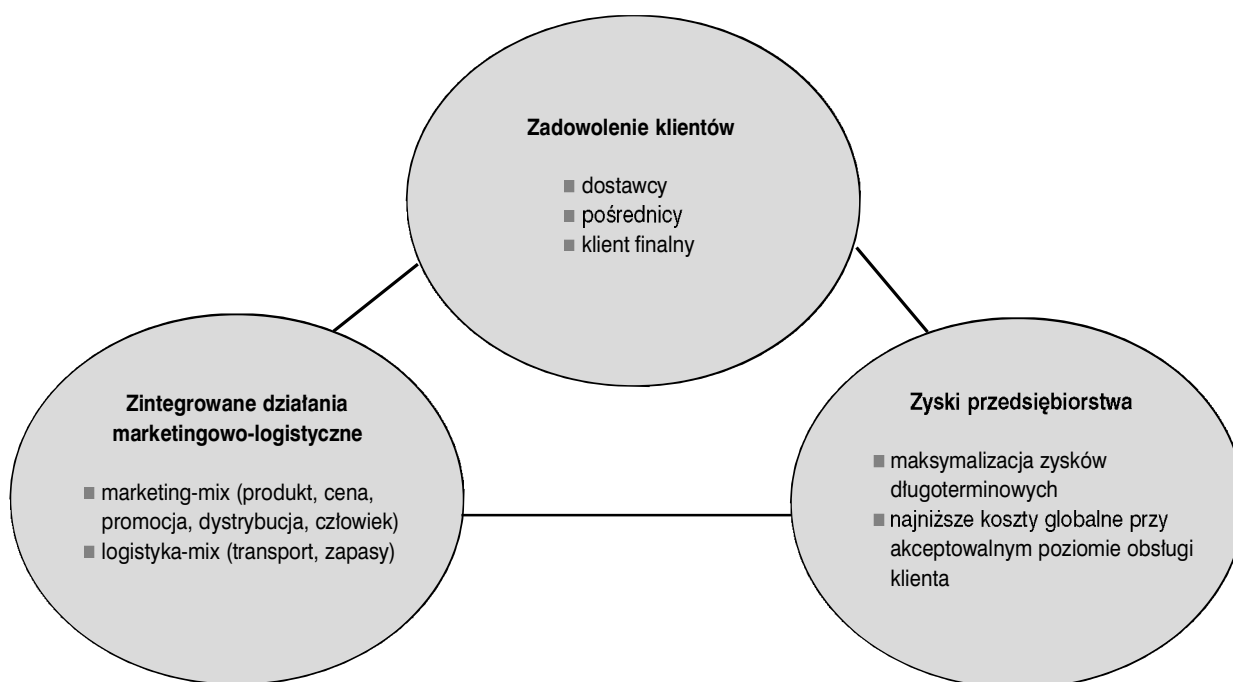 Zadowolenie klientów
■ dostawcy
■ pośrednicy
■ klient finalny
Zintegrowane działania
marketingowo-logistyczne
■ marketing-mix (produkt, cena,
promocja, dystrybucja, człowiek)
■ logistyka-mix (transport, zapasy)
Zyski przedsiębiorstwa
■ maksymalizacja zysków
długoterminowych
■ najniższe koszty globalne przy
akceptowalnym poziomie obsługi
klienta